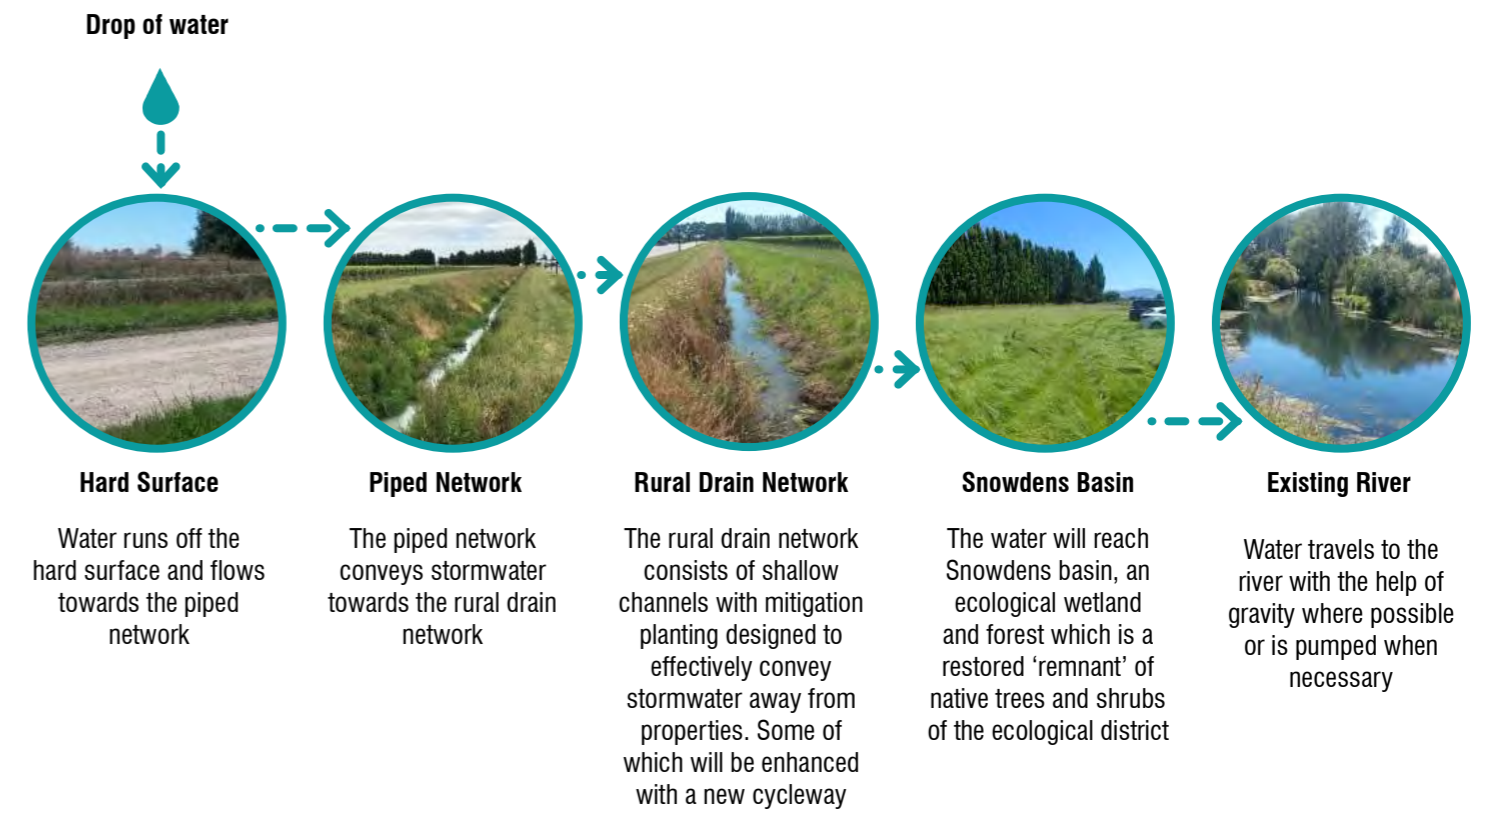 Drop of water
Hard Surface
Water runs off the
hard surface and flows
towards the piped
network
Piped Network
The piped network
conveys stormwater
towards the rural drain
network
Rural Drain Network
The rural drain network
consists of shallow
channels with mitigation
planting designed to
effectively convey
stormwater away from
properties. Some of
which will be enhanced
with a new cycleway
Snowdens Basin
The water will reach
Snowdens basin, an
ecological wetland
and forest which is a
restored ‘remnant’ of
native trees and shrubs
of the ecological district
Existing River
Water travels to the
river with the help of
gravity where possible
or is pumped when
necessary